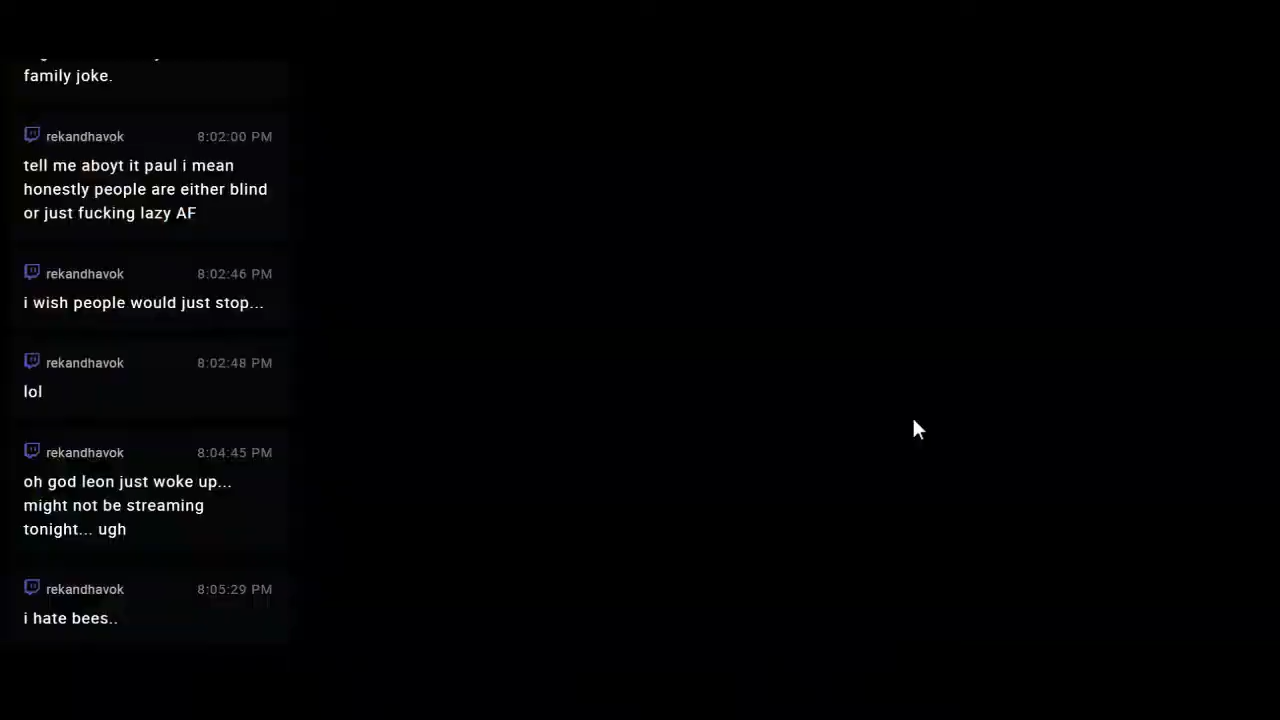 family joke.
rekandhavok 8:02:00 PM
tell me aboyt it paul i mean
honestly people are either blind
or just fucking lazy AF
rekandhavok 8:02:46 PM
i wish people would just stop...
rekandhavok 8:02:48 PM
lol
rekandhavok 8:04:45 PM
oh god leon just woke up...
might not be streaming
tonight... ugh
rekandhavok 8:05:29 PM
i hate bees..